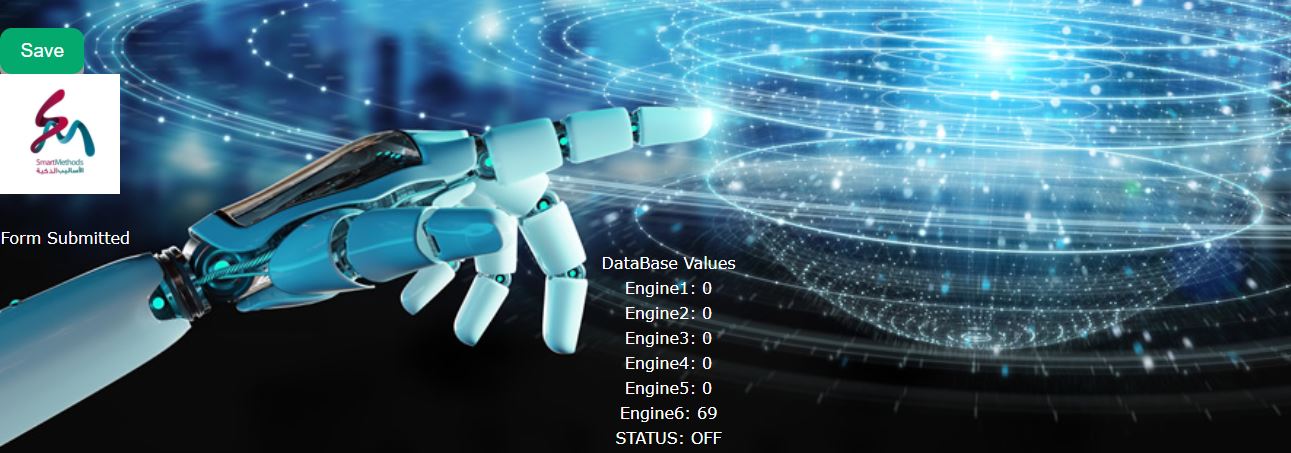 Save
SmartMethods
الأساليب الذكية
Form Submitted
DataBase Values
Engine1: 0
Engine2: 0
Engine3: 0
Engine4: 0
Engine5: 0
Engine6: 69
STATUS: OFF